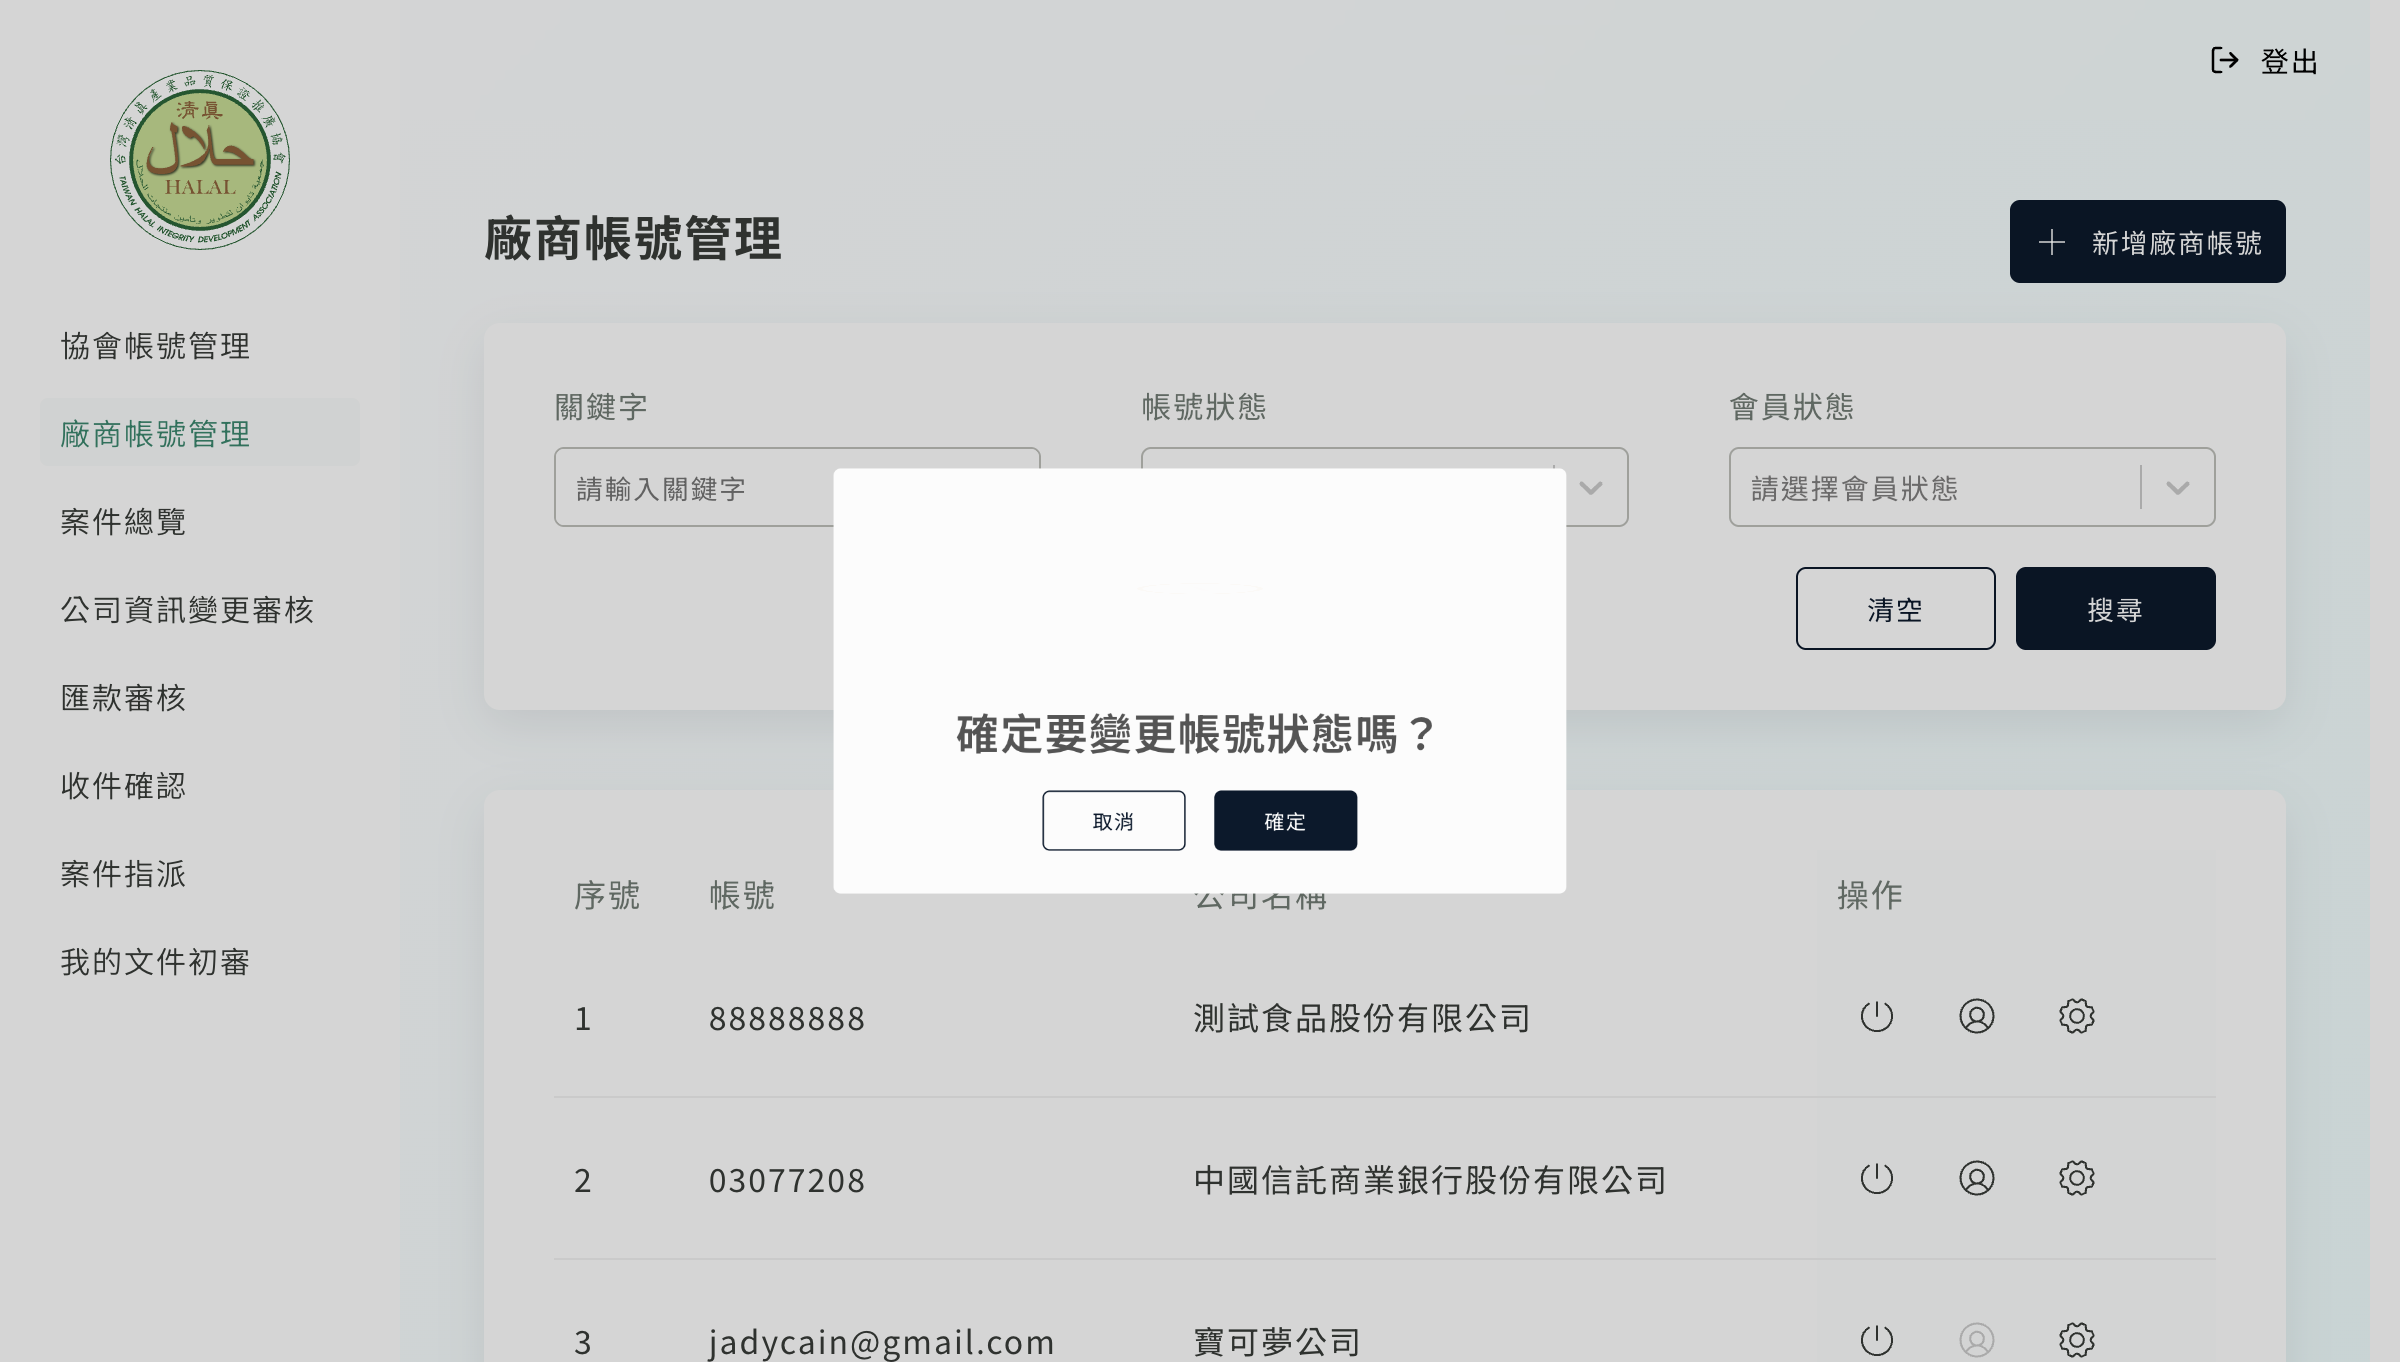 台灣清真產業品質保證推廣協會
清真
حلال
HALAL
TAIWAN HALAL INTEGRITY DEVELOPMENT ASSOCIATION
登出
協會帳號管理
廠商帳號管理
案件總覽
公司資訊變更審核
匯款審核
收件確認
案件指派
我的文件初審
廠商帳號管理
新增廠商帳號
關鍵字
帳號狀態
會員狀態
請輸入關鍵字
請選擇會員狀態
清空
搜尋
確定要變更帳號狀態嗎？
取消
確定
序號 帳號 公司名稱 操作
1 88888888 測試食品股份有限公司
2 03077208 中國信託商業銀行股份有限公司
3 jadycain@gmail.com 寶可夢公司